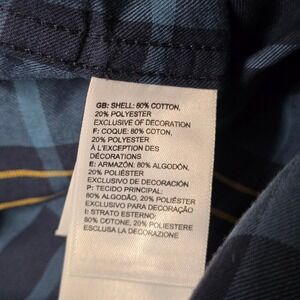 GB: SHELL: 80% COTTON,
20% POLYESTER
EXCLUSIVE OF DECORATION
F: COQUE: 80% COTON,
20% POLYESTER
À L'EXCEPTION DES
DÉCORATIONS
E: ARMAZÓN: 80% ALGODÓN,
20% POLIÉSTER
EXCLUSIVO DE DECORACIÓN
P: TECIDO PRINCIPAL:
80% ALGODÃO, 20% POLIÉSTER
EXCLUSIVO PARA DECORAÇÃO
I: STRATO ESTERNO:
80% COTONE, 20% POLIESTERE
ESCLUSA LA DECORAZIONE